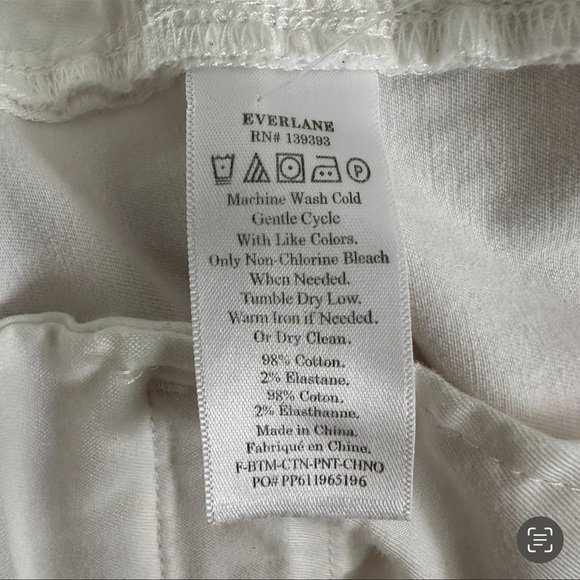 EVERLANE
RN# 139393
Machine Wash Cold
Gentle Cycle
With Like Colors.
Only Non-Chlorine Bleach
When Needed.
Tumble Dry Low.
Warm Iron if Needed.
Or Dry Clean.
98% Cotton.
2% Elastane.
98% Coton.
2% Elasthanne.
Made in China.
Fabriqué en Chine.
F-BTM-CTN-PNT-CHNO
PO# PP611965196